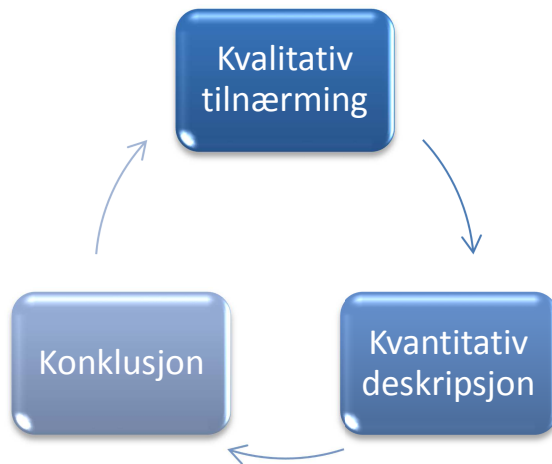 Kvalitativ
tilnærming
Kvantitativ
deskripsjon
Konklusjon